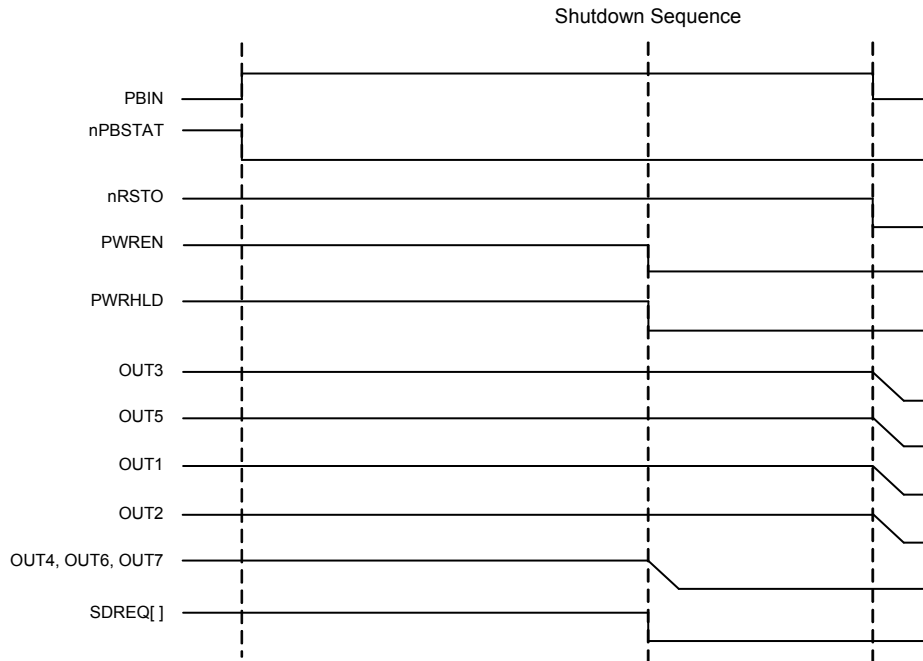 Shutdown Sequence
PBIN
nPBSTAT
nRSTO
PWREN
PWRHLD
OUT3
OUT5
OUT1
OUT2
OUT4, OUT6, OUT7
SDREQ[ ]